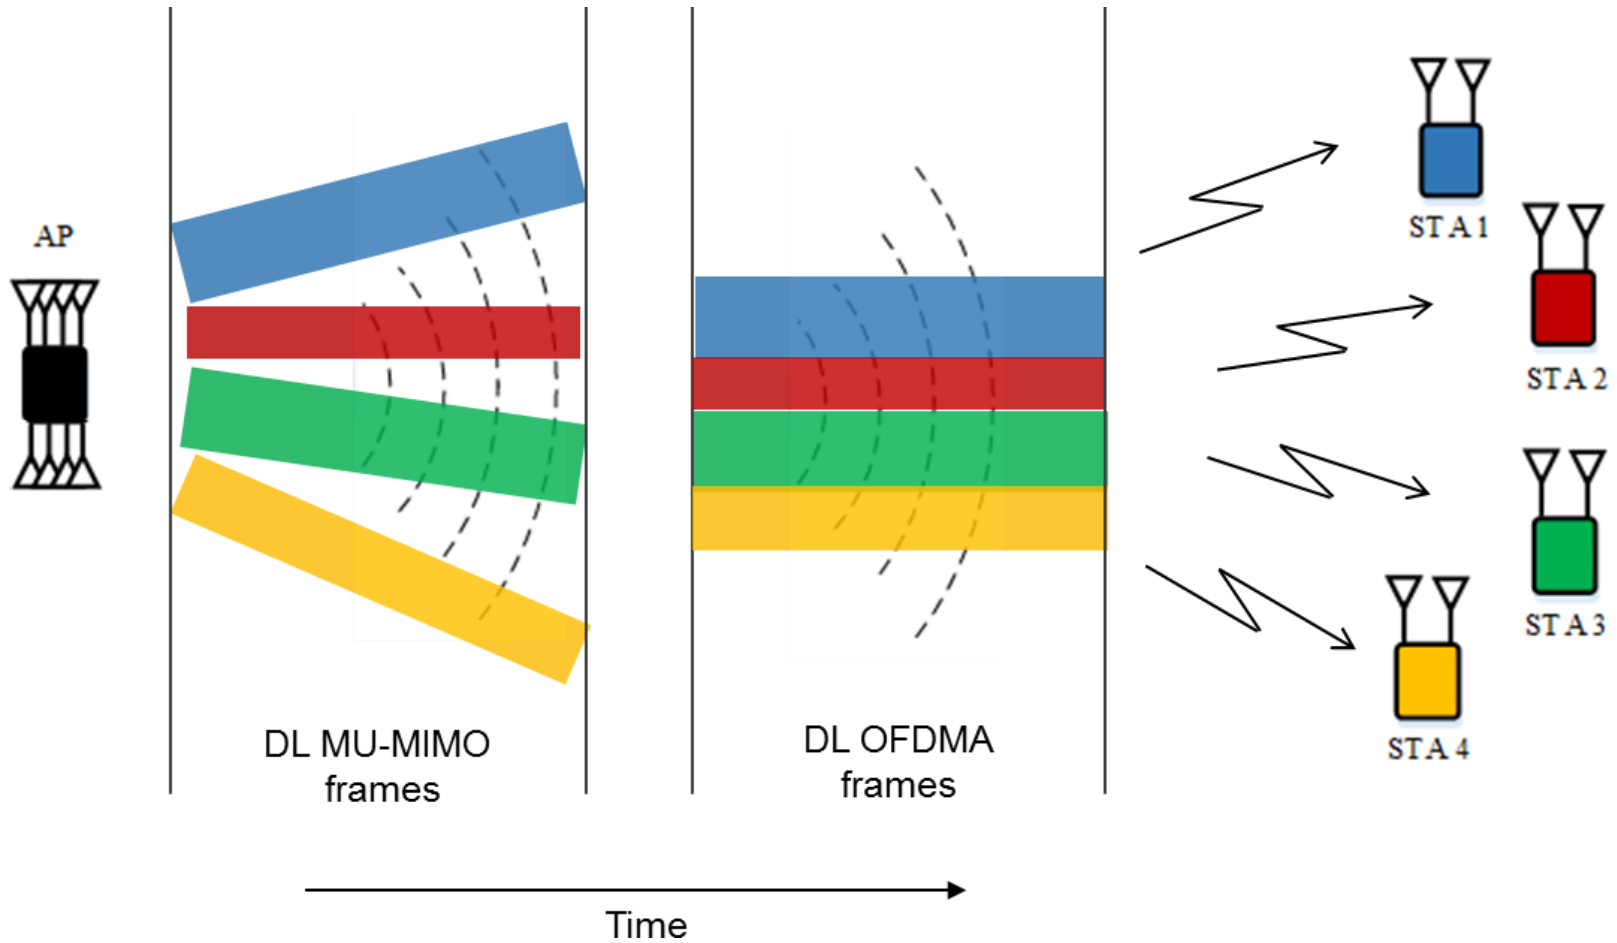 AP
STA 1
STA 2
STA 3
STA 4
DL MU-MIMO
frames
DL OFDMA
frames
Time